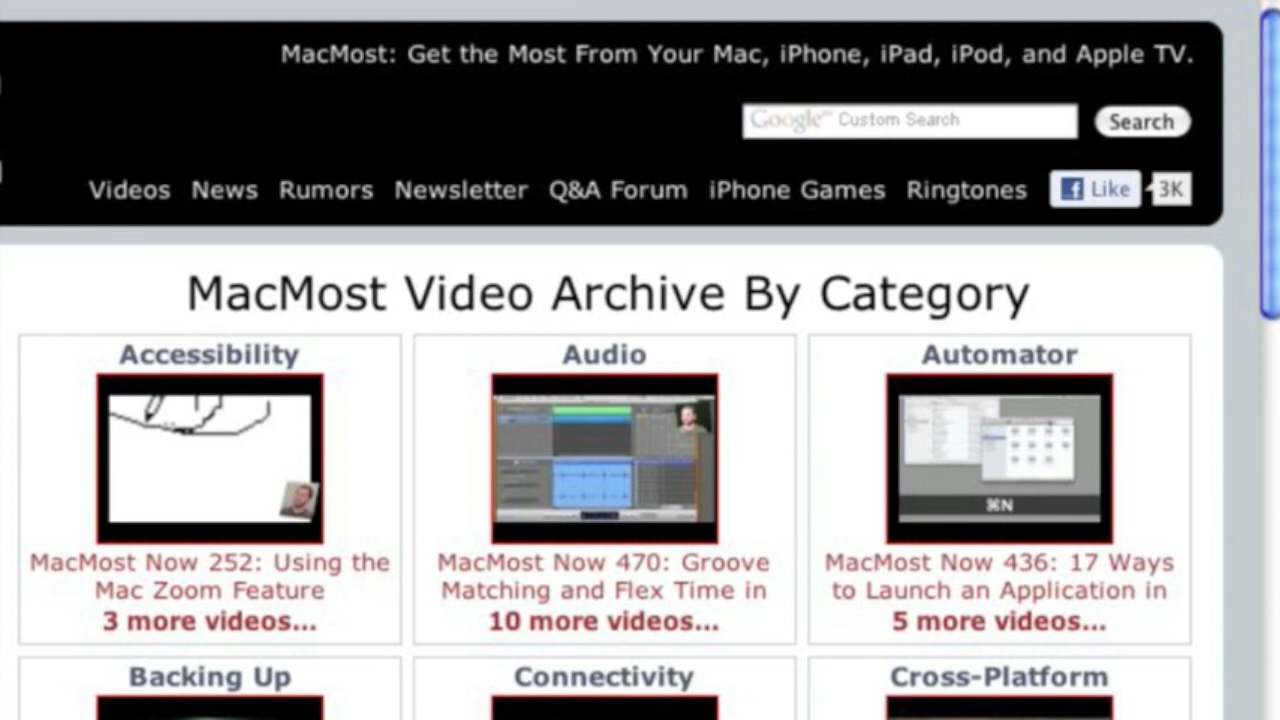 MacMost: Get the Most From Your Mac, iPhone, iPad, iPod, and Apple TV.
Google™ Custom Search
Search
Videos News Rumors Newsletter Q&A Forum iPhone Games Ringtones Like 3K
MacMost Video Archive By Category
Accessibility
MacMost Now 252: Using the
Mac Zoom Feature
3 more videos...
Audio
MacMost Now 470: Groove
Matching and Flex Time in
10 more videos...
Automator
⌘N
MacMost Now 436: 17 Ways
to Launch an Application in
5 more videos...
Backing Up
Connectivity
Cross-Platform